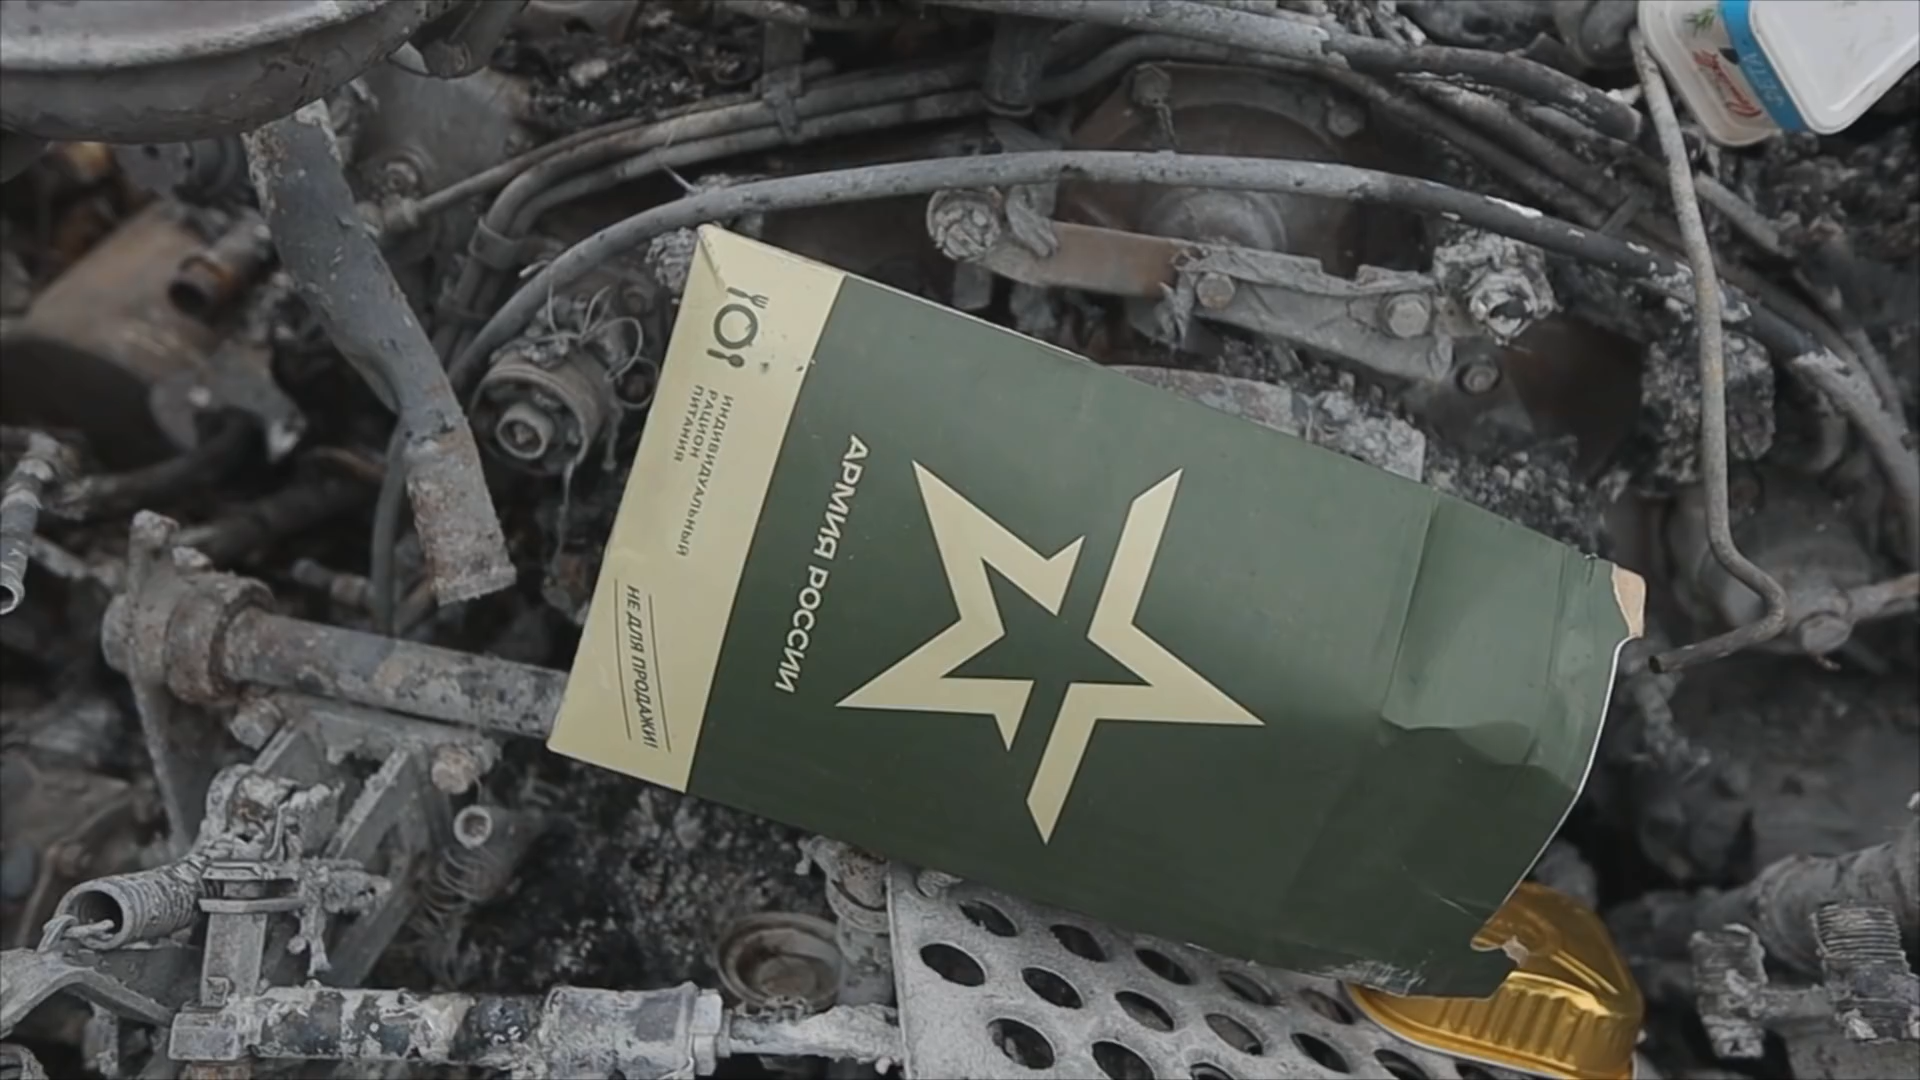 ИНДИВИДУАЛЬНЫЙ
РАЦИОН
ПИТАНИЯ
НЕ ДЛЯ ПРОДАЖИ!
АРМИЯ РОССИИ